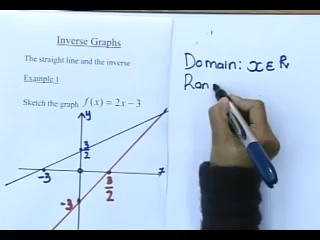 Inverse Graphs
The straight line and the inverse
Example 1
Sketch the graph f(x) = 2x − 3
y
3/2
-3
3/2
x
-3
Domain: x ∈ R
Ran